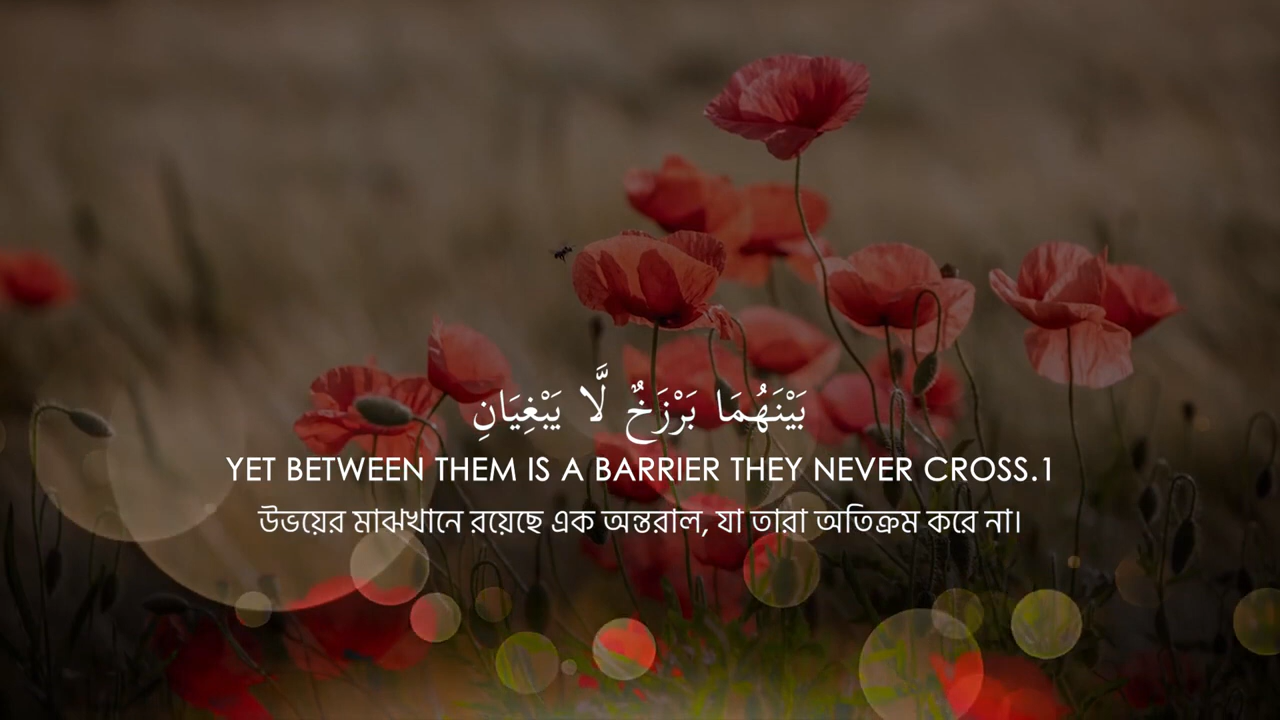 بَيْنَهُمَا بَرْزَخٌ لَّا يَبْغِيَانِ
YET BETWEEN THEM IS A BARRIER THEY NEVER CROSS.1
উভয়ের মাঝখানে রয়েছে এক অন্তরাল, যা তারা অতিক্রম করে না।